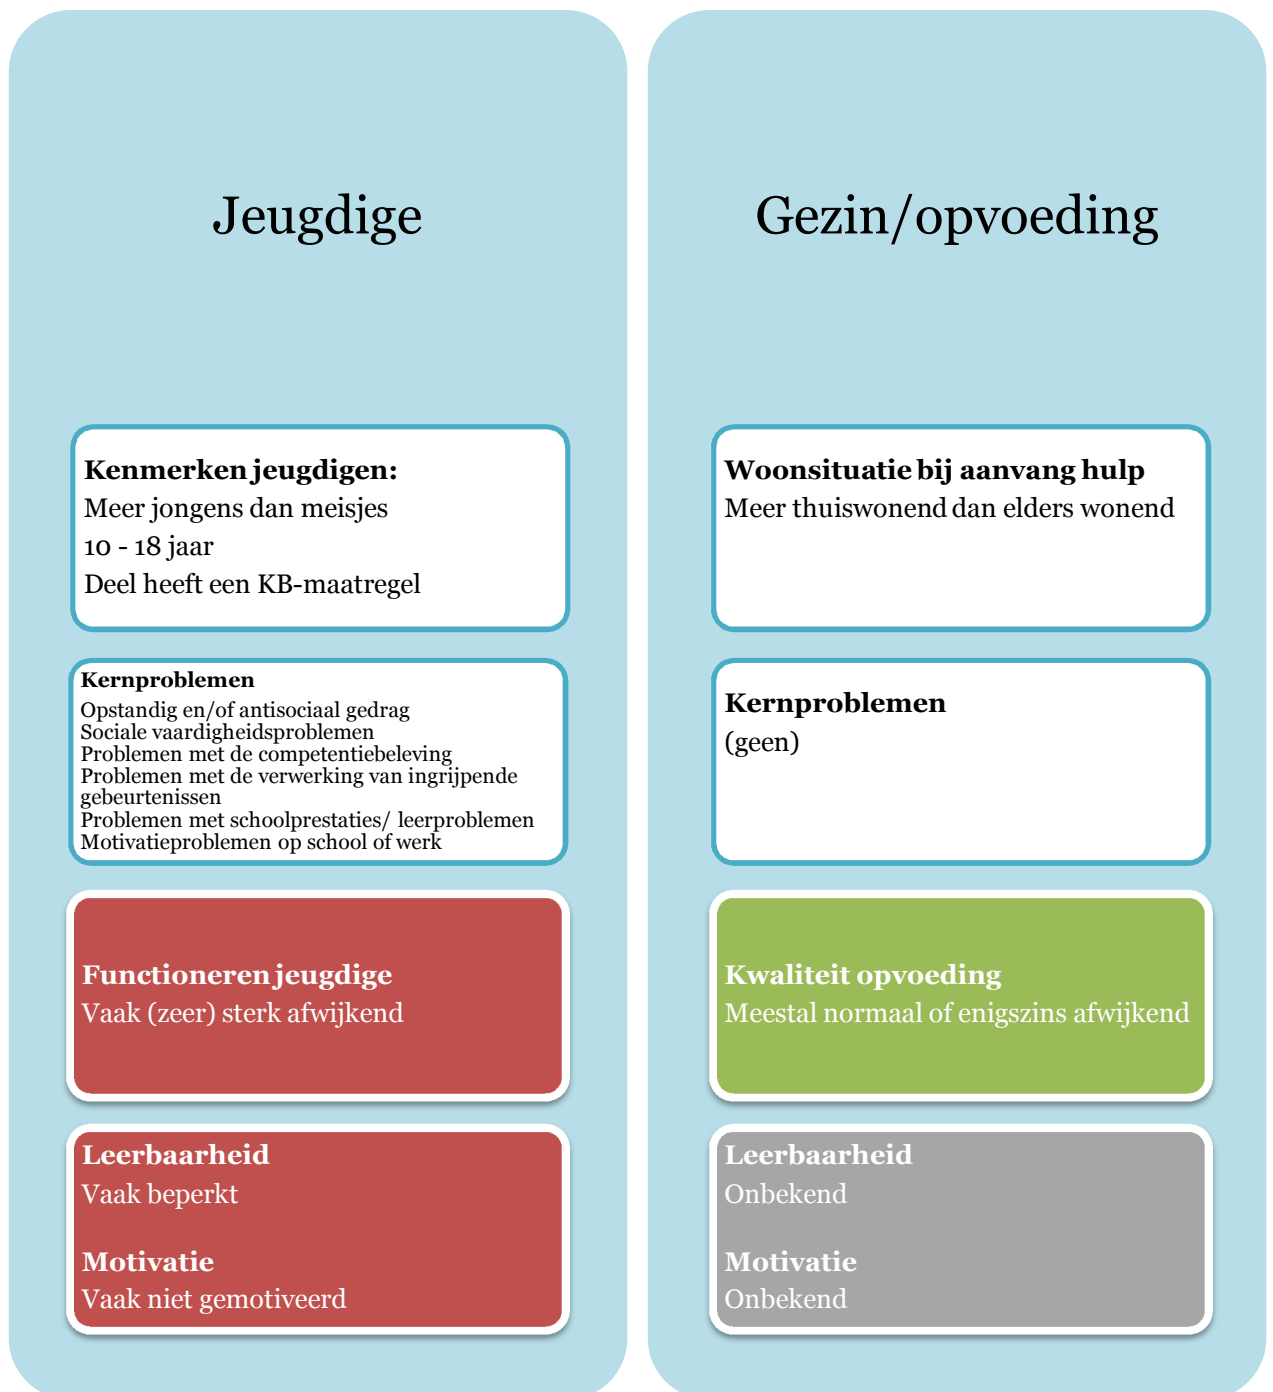 Jeugdige
Kenmerken jeugdigen:
Meer jongens dan meisjes
10 - 18 jaar
Deel heeft een KB-maatregel
Kernproblemen
Opstandig en/of antisociaal gedrag
Sociale vaardigheidsproblemen
Problemen met de competentiebeleving
Problemen met de verwerking van ingrijpende
gebeurtenissen
Problemen met schoolprestaties/ leerproblemen
Motivatieproblemen op school of werk
Functioneren jeugdige
Vaak (zeer) sterk afwijkend
Leerbaarheid
Vaak beperkt
Motivatie
Vaak niet gemotiveerd
Gezin/opvoeding
Woonsituatie bij aanvang hulp
Meer thuiswonend dan elders wonend
Kernproblemen
(geen)
Kwaliteit opvoeding
Meestal normaal of enigszins afwijkend
Leerbaarheid
Onbekend
Motivatie
Onbekend